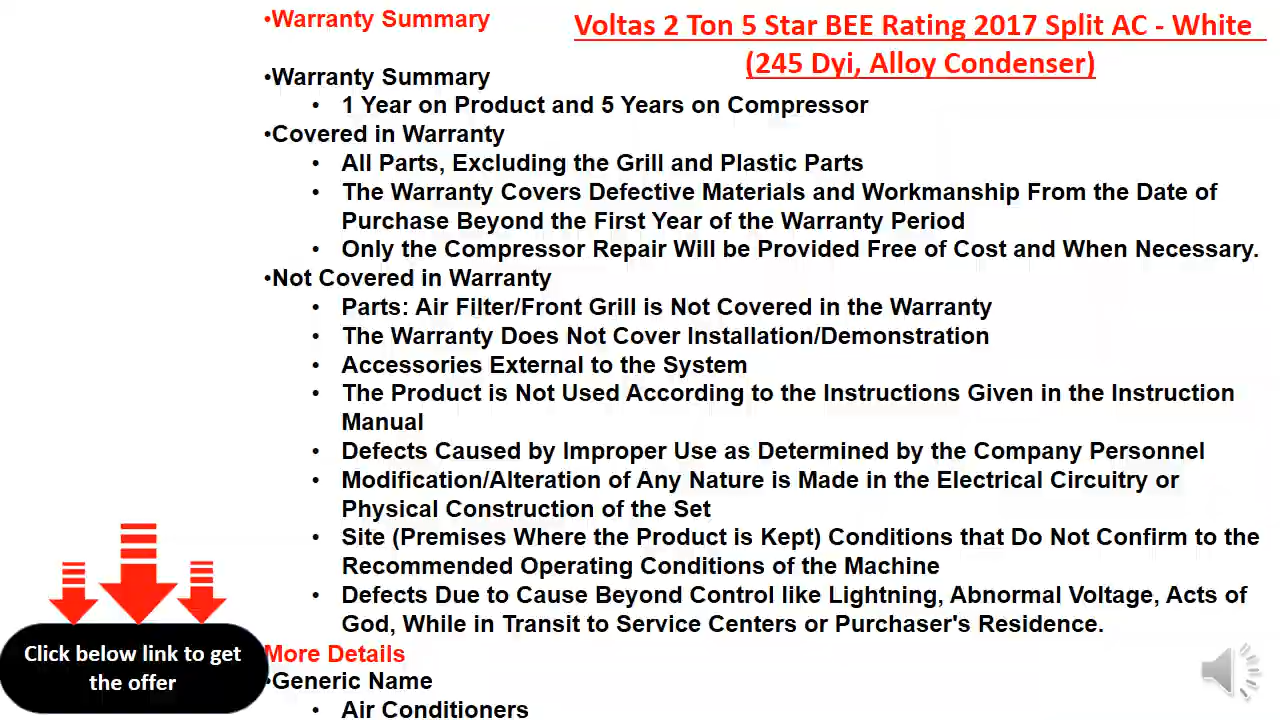 •Warranty Summary
Voltas 2 Ton 5 Star BEE Rating 2017 Split AC - White
(245 Dyi, Alloy Condenser)
•Warranty Summary
• 1 Year on Product and 5 Years on Compressor
•Covered in Warranty
• All Parts, Excluding the Grill and Plastic Parts
• The Warranty Covers Defective Materials and Workmanship From the Date of
Purchase Beyond the First Year of the Warranty Period
• Only the Compressor Repair Will be Provided Free of Cost and When Necessary.
•Not Covered in Warranty
• Parts: Air Filter/Front Grill is Not Covered in the Warranty
• The Warranty Does Not Cover Installation/Demonstration
• Accessories External to the System
• The Product is Not Used According to the Instructions Given in the Instruction
Manual
• Defects Caused by Improper Use as Determined by the Company Personnel
• Modification/Alteration of Any Nature is Made in the Electrical Circuitry or
Physical Construction of the Set
• Site (Premises Where the Product is Kept) Conditions that Do Not Confirm to the
Recommended Operating Conditions of the Machine
• Defects Due to Cause Beyond Control like Lightning, Abnormal Voltage, Acts of
God, While in Transit to Service Centers or Purchaser's Residence.
More Details
•Generic Name
• Air Conditioners
Click below link to get
the offer